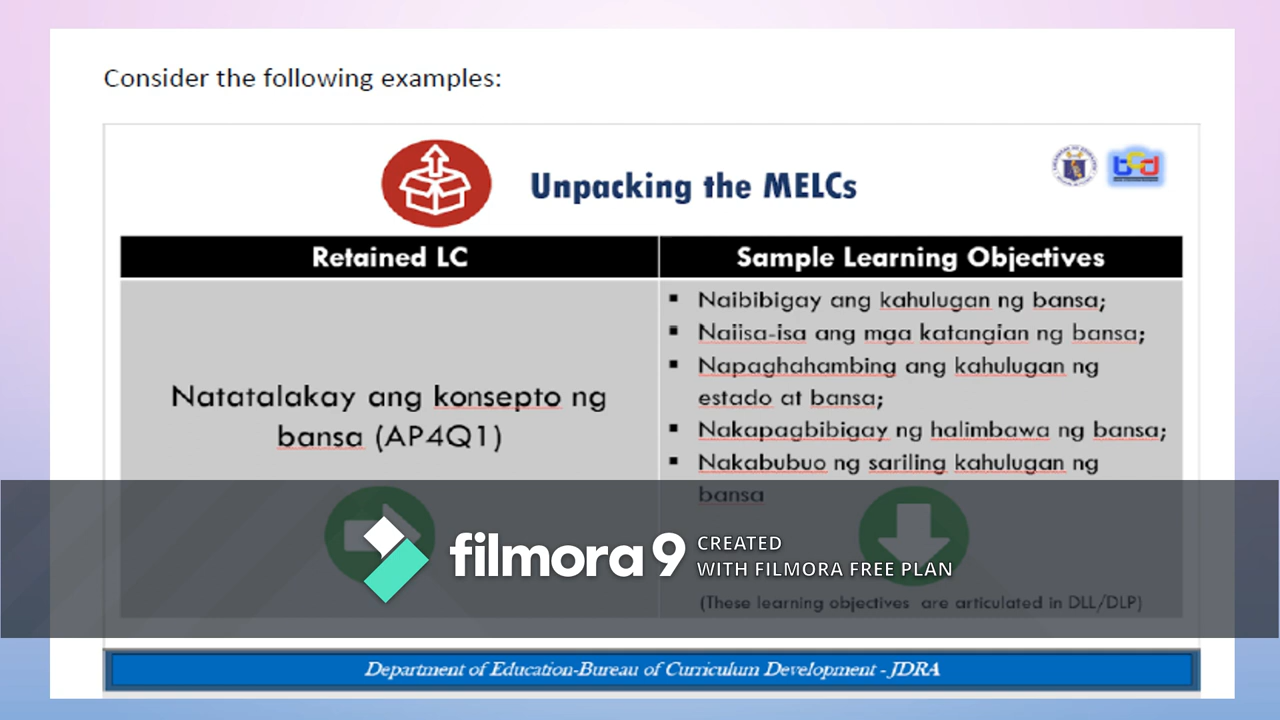 Consider the following examples:
Unpacking the MELCs
Retained LC
Sample Learning Objectives
Natatalakay ang konsepto ng
bansa (AP4Q1)
▪ Naibibigay ang kahulugan ng bansa;
▪ Naiisa-isa ang mga katangian ng bansa;
▪ Napaghahambing ang kahulugan ng
estado at bansa;
▪ Nakapagbibigay ng halimbawa ng bansa;
▪ Nakabubuo ng sariling kahulugan ng
bansa
(These learning objectives are articulated in DLL/DLP)
filmora9
CREATED
WITH FILMORA FREE PLAN
Department of Education-Bureau of Curriculum Development - JDRA